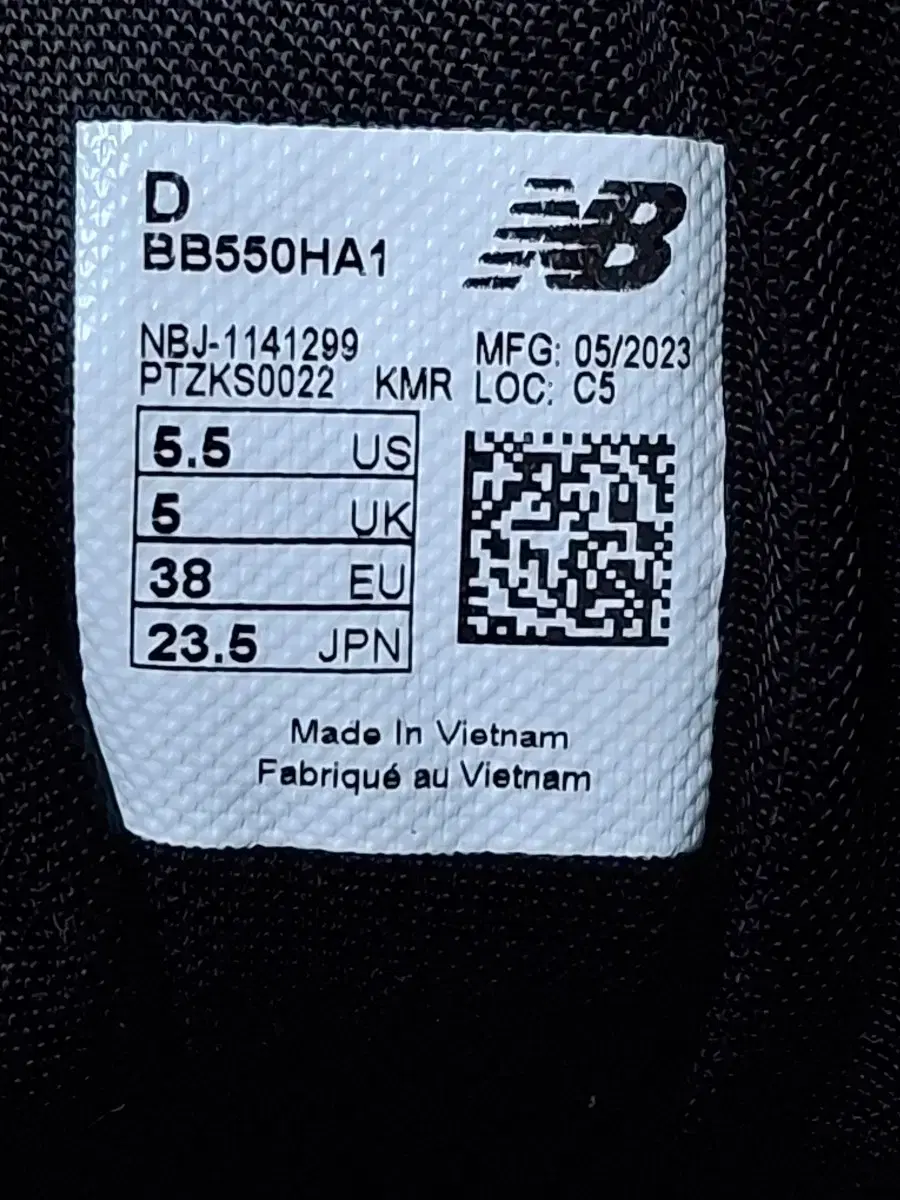 D
BB550HA1
NB
NBJ-1141299
PTZKS0022 KMR
MFG: 05/2023
LOC: C5
5.5 US
5 UK
38 EU
23.5 JPN
Made In Vietnam
Fabriqué au Vietnam